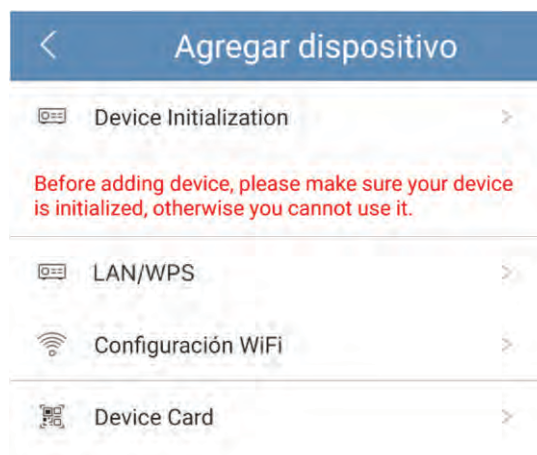 Agregar dispositivo
Device Initialization
Before adding device, please make sure your device
is initialized, otherwise you cannot use it.
LAN/WPS
Configuración WiFi
Device Card